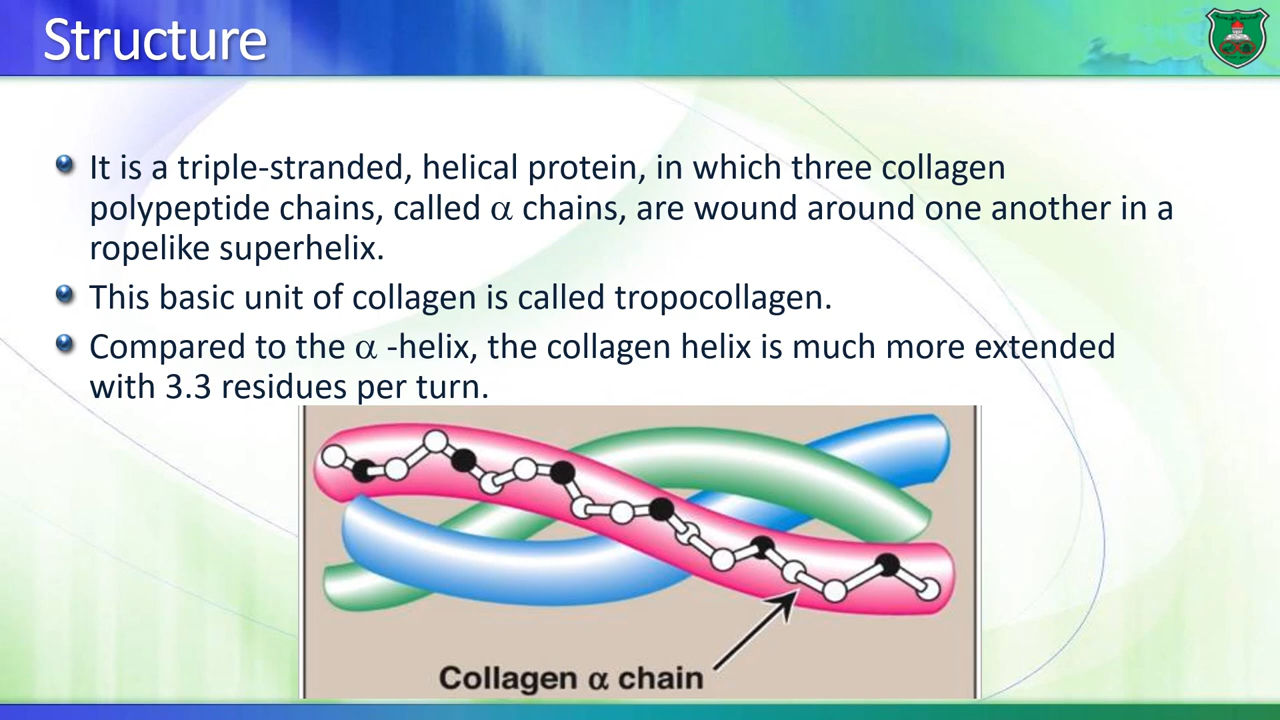 Structure
It is a triple-stranded, helical protein, in which three collagen
polypeptide chains, called α chains, are wound around one another in a
ropelike superhelix.
This basic unit of collagen is called tropocollagen.
Compared to the α -helix, the collagen helix is much more extended
with 3.3 residues per turn.
Collagen α chain